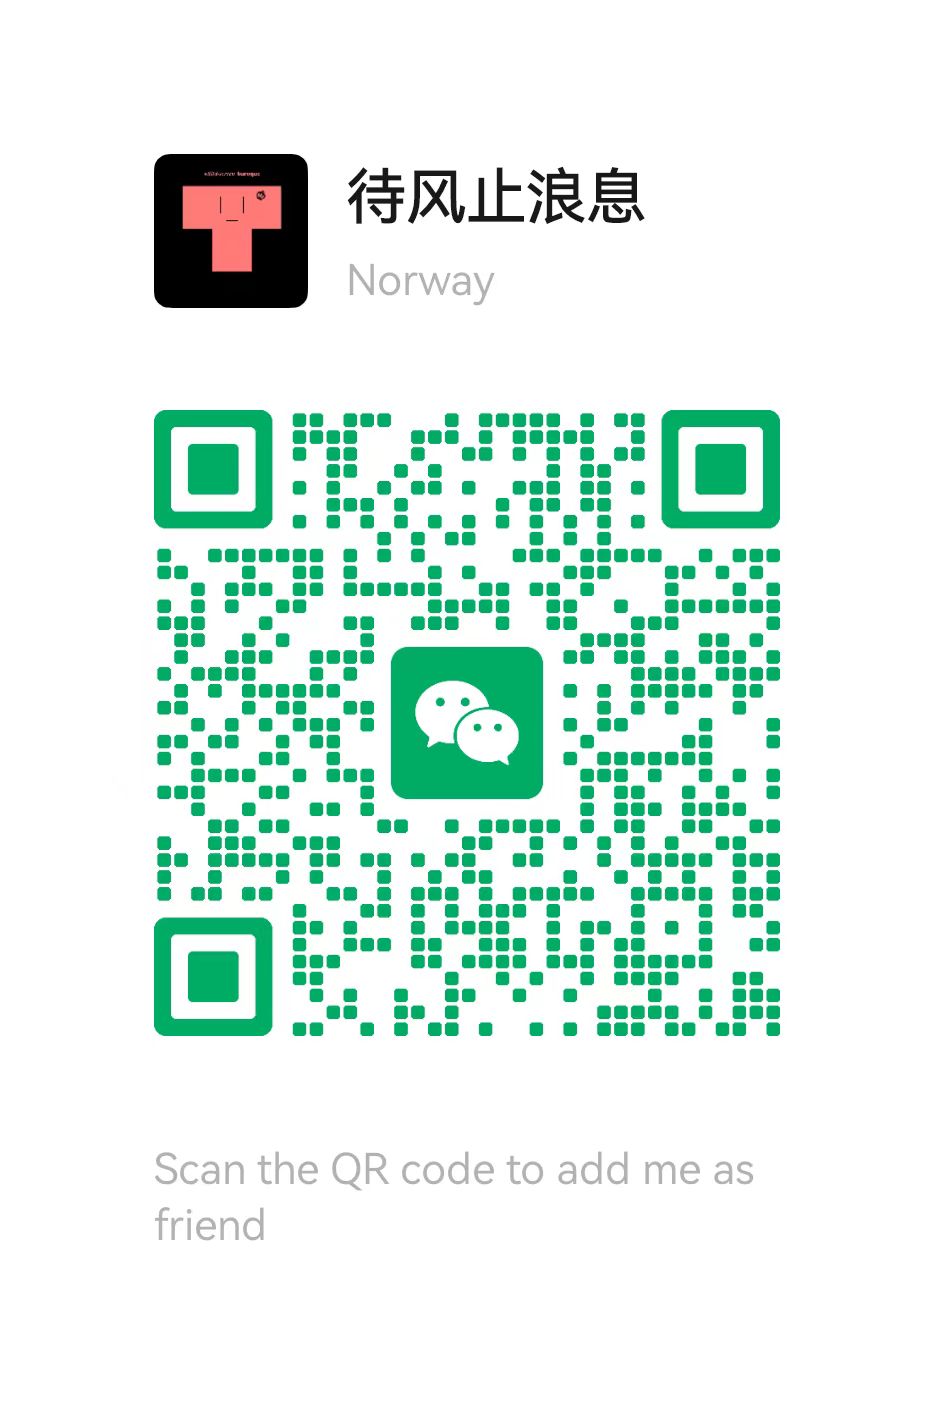 待风止浪息
Norway
Scan the QR code to add me as
friend